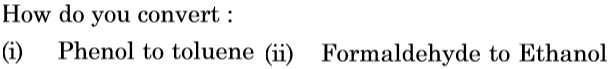 How do you convert :
(i) Phenol to toluene (ii) Formaldehyde to Ethanol